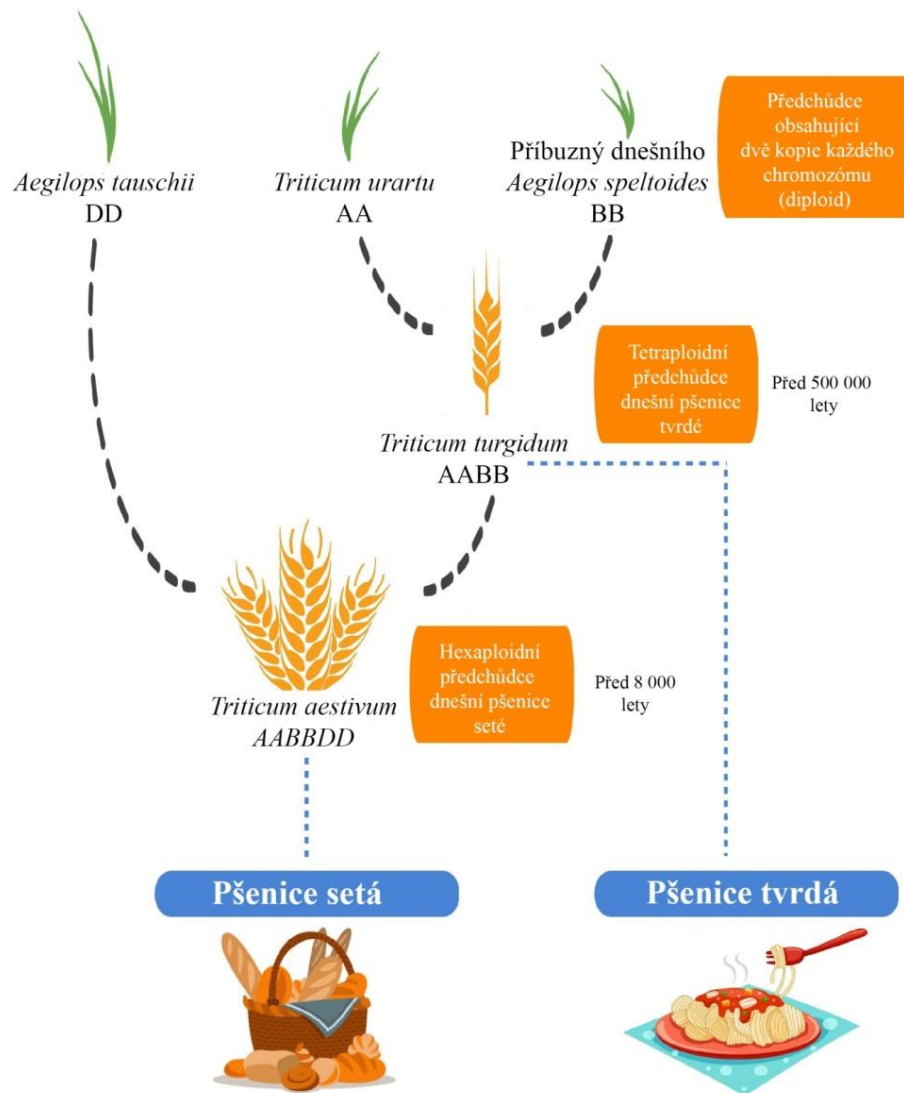 Aegilops tauschii
DD
Triticum urartu
AA
Příbuzný dnešního
Aegilops speltoides
BB
Předchůdce
obsahující
dvě kopie každého
chromozómu
(diploid)
Tetraploidní
předchůdce
dnešní pšenice
tvrdé
Před 500 000
lety
Triticum turgidum
AABB
Hexaploidní
předchůdce
dnešní pšenice
seté
Před 8 000
lety
Triticum aestivum
AABBDD
Pšenice setá
Pšenice tvrdá